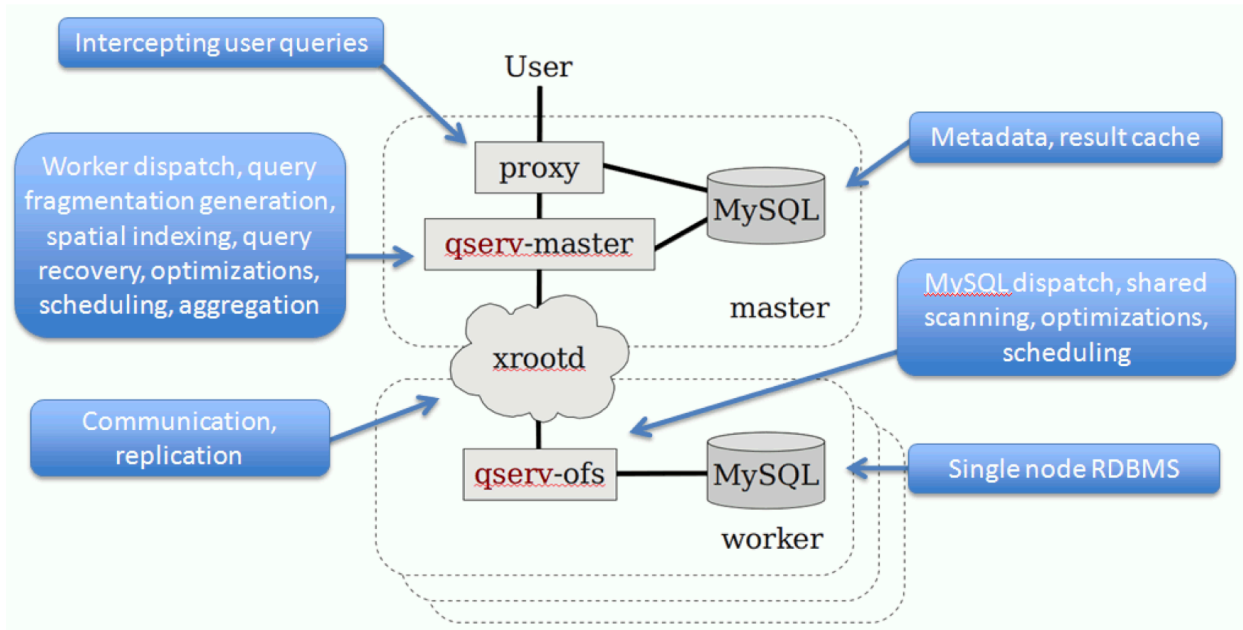 Intercepting user queries
User
Worker dispatch, query
fragmentation generation,
spatial indexing, query
recovery, optimizations,
scheduling, aggregation
proxy
MySQL
Metadata, result cache
qserv-master
master
MySQL dispatch, shared
scanning, optimizations,
scheduling
xrootd
Communication,
replication
qserv-ofs
MySQL
Single node RDBMS
worker